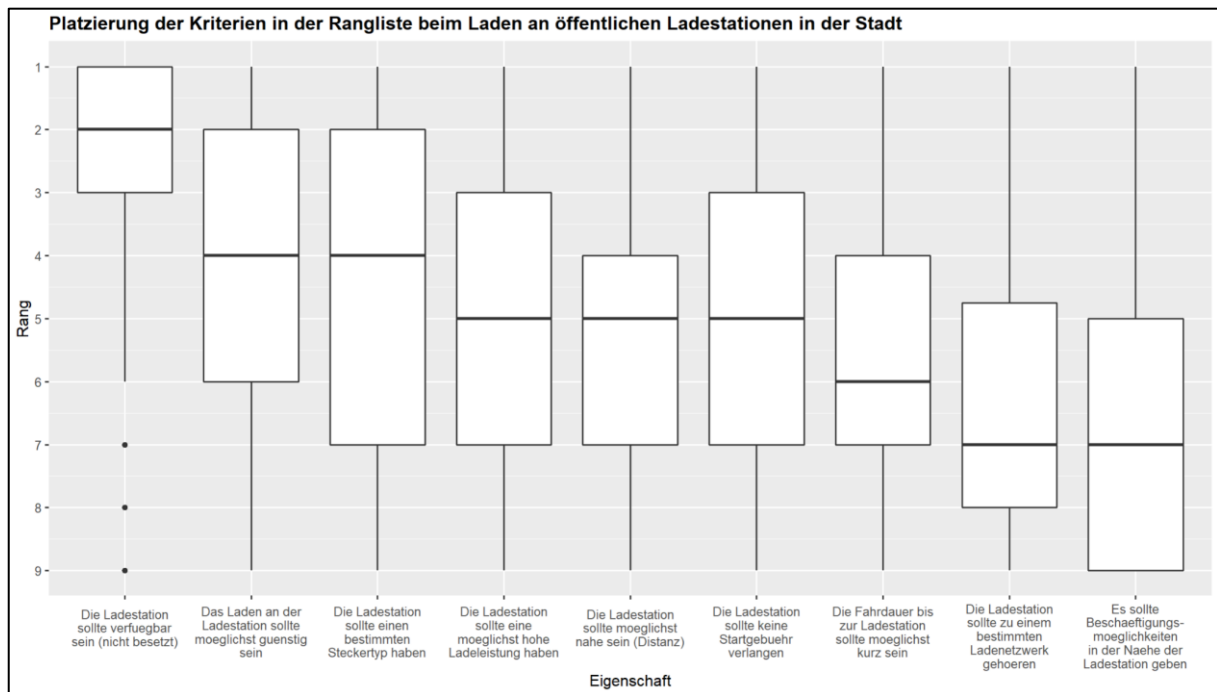 Platzierung der Kriterien in der Rangliste beim Laden an öffentlichen Ladestationen in der Stadt
Rang
1
2
3
4
5
6
7
8
9
Die Ladestation
sollte verfuegbar
sein (nicht besetzt)
Das Laden an der
Ladestation sollte
moeglichst guenstig
sein
Die Ladestation
sollte einen
bestimmten
Steckertyp haben
Die Ladestation
sollte eine
moeglichst hohe
Ladeleistung haben
Die Ladestation
sollte moeglichst
nahe sein (Distanz)
Die Ladestation
sollte keine
Startgebuehr
verlangen
Die Fahrdauer bis
zur Ladestation
sollte moeglichst
kurz sein
Die Ladestation
sollte zu einem
bestimmten
Ladenetzwerk
gehoeren
Es sollte
Beschaeftigungs-
moeglichkeiten
in der Naehe der
Ladestation geben
Eigenschaft